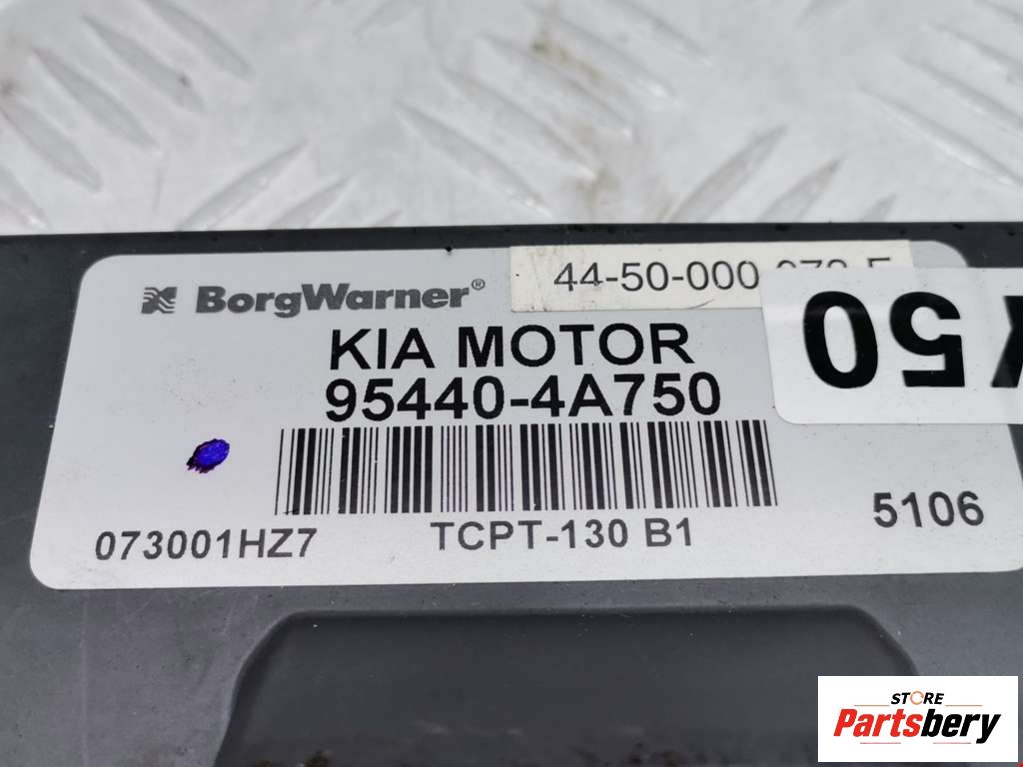 BorgWarner®
44-50-000
50
KIA MOTOR
95440-4A750
073001HZ7
TCPT-130 B1
5106
STORE
Partsbery